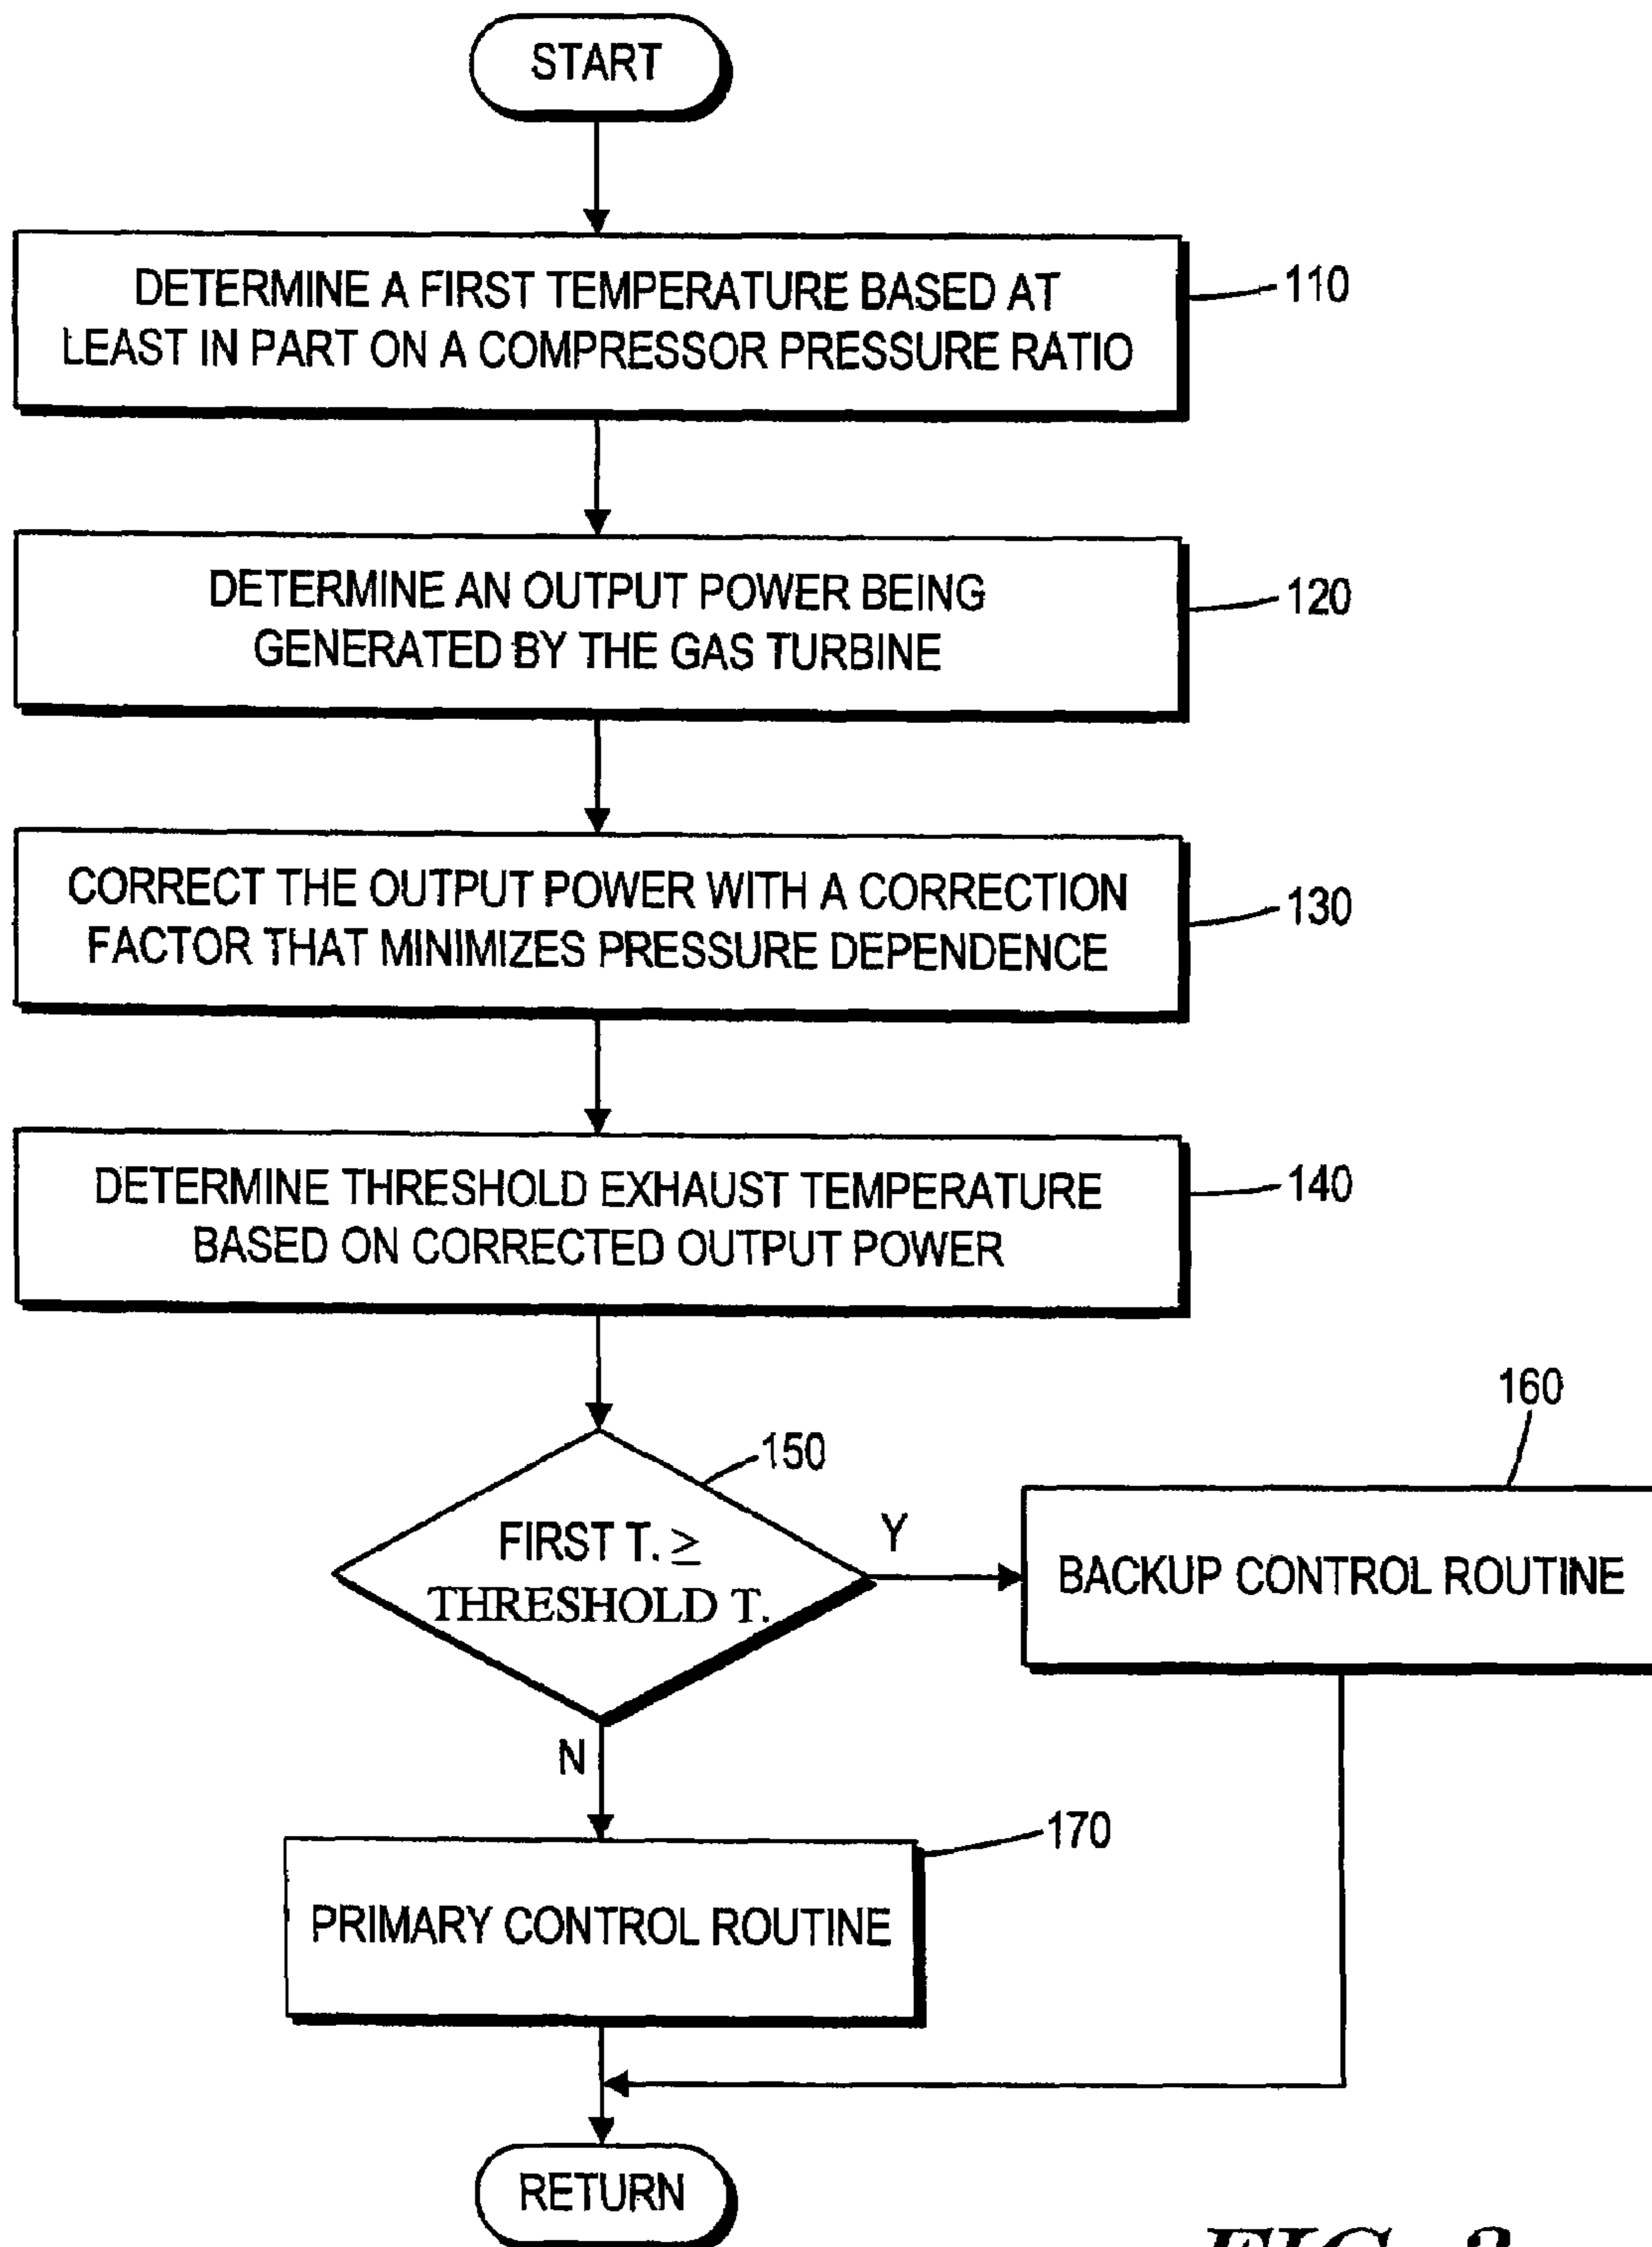 START
DETERMINE A FIRST TEMPERATURE BASED AT
LEAST IN PART ON A COMPRESSOR PRESSURE RATIO
110
DETERMINE AN OUTPUT POWER BEING
GENERATED BY THE GAS TURBINE
120
CORRECT THE OUTPUT POWER WITH A CORRECTION
FACTOR THAT MINIMIZES PRESSURE DEPENDENCE
130
DETERMINE THRESHOLD EXHAUST TEMPERATURE
BASED ON CORRECTED OUTPUT POWER
140
150
FIRST T. ≥
THRESHOLD T.
Y
160
BACKUP CONTROL ROUTINE
N
170
PRIMARY CONTROL ROUTINE
RETURN
FIG.